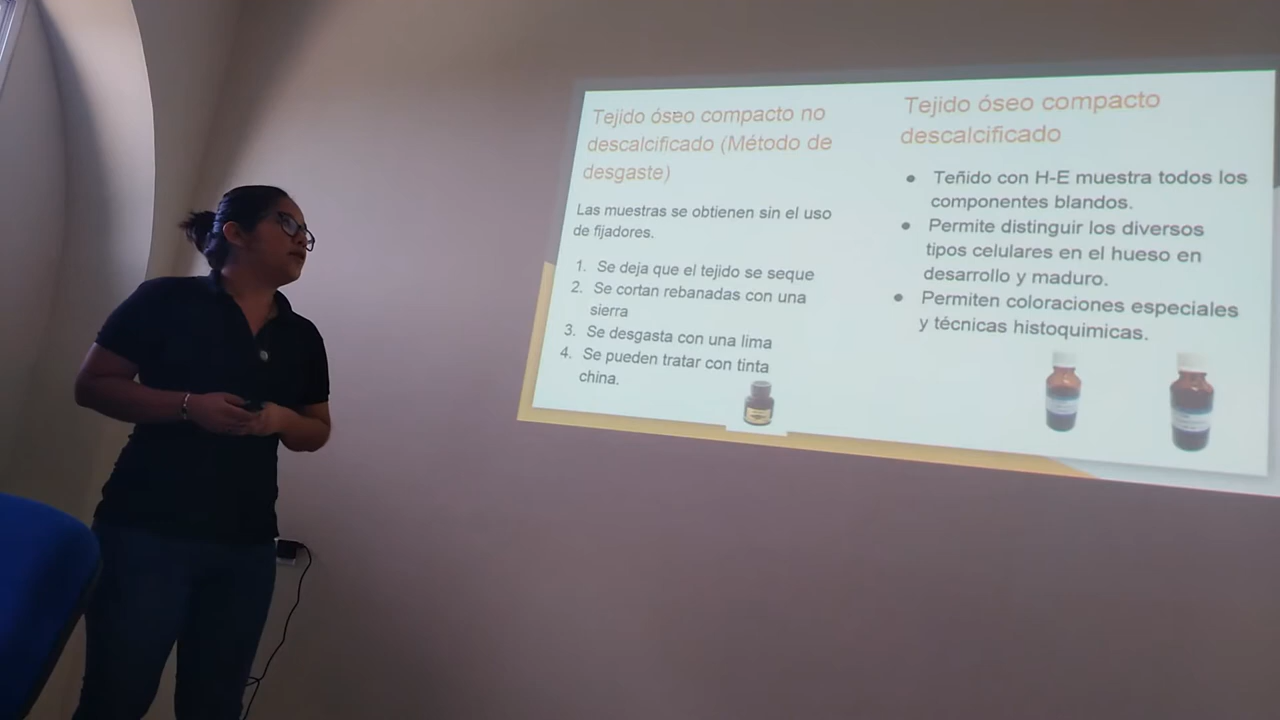 Tejido óseo compacto no
descalcificado (Método de
desgaste)
Las muestras se obtienen sin el uso
de fijadores.
1. Se deja que el tejido se seque
2. Se cortan rebanadas con una
sierra
3. Se desgasta con una lima
4. Se pueden tratar con tinta
china.
Tejido óseo compacto
descalcificado
● Teñido con H-E muestra todos los
componentes blandos.
● Permite distinguir los diversos
tipos celulares en el hueso en
desarrollo y maduro.
● Permiten coloraciones especiales
y técnicas histoquimicas.